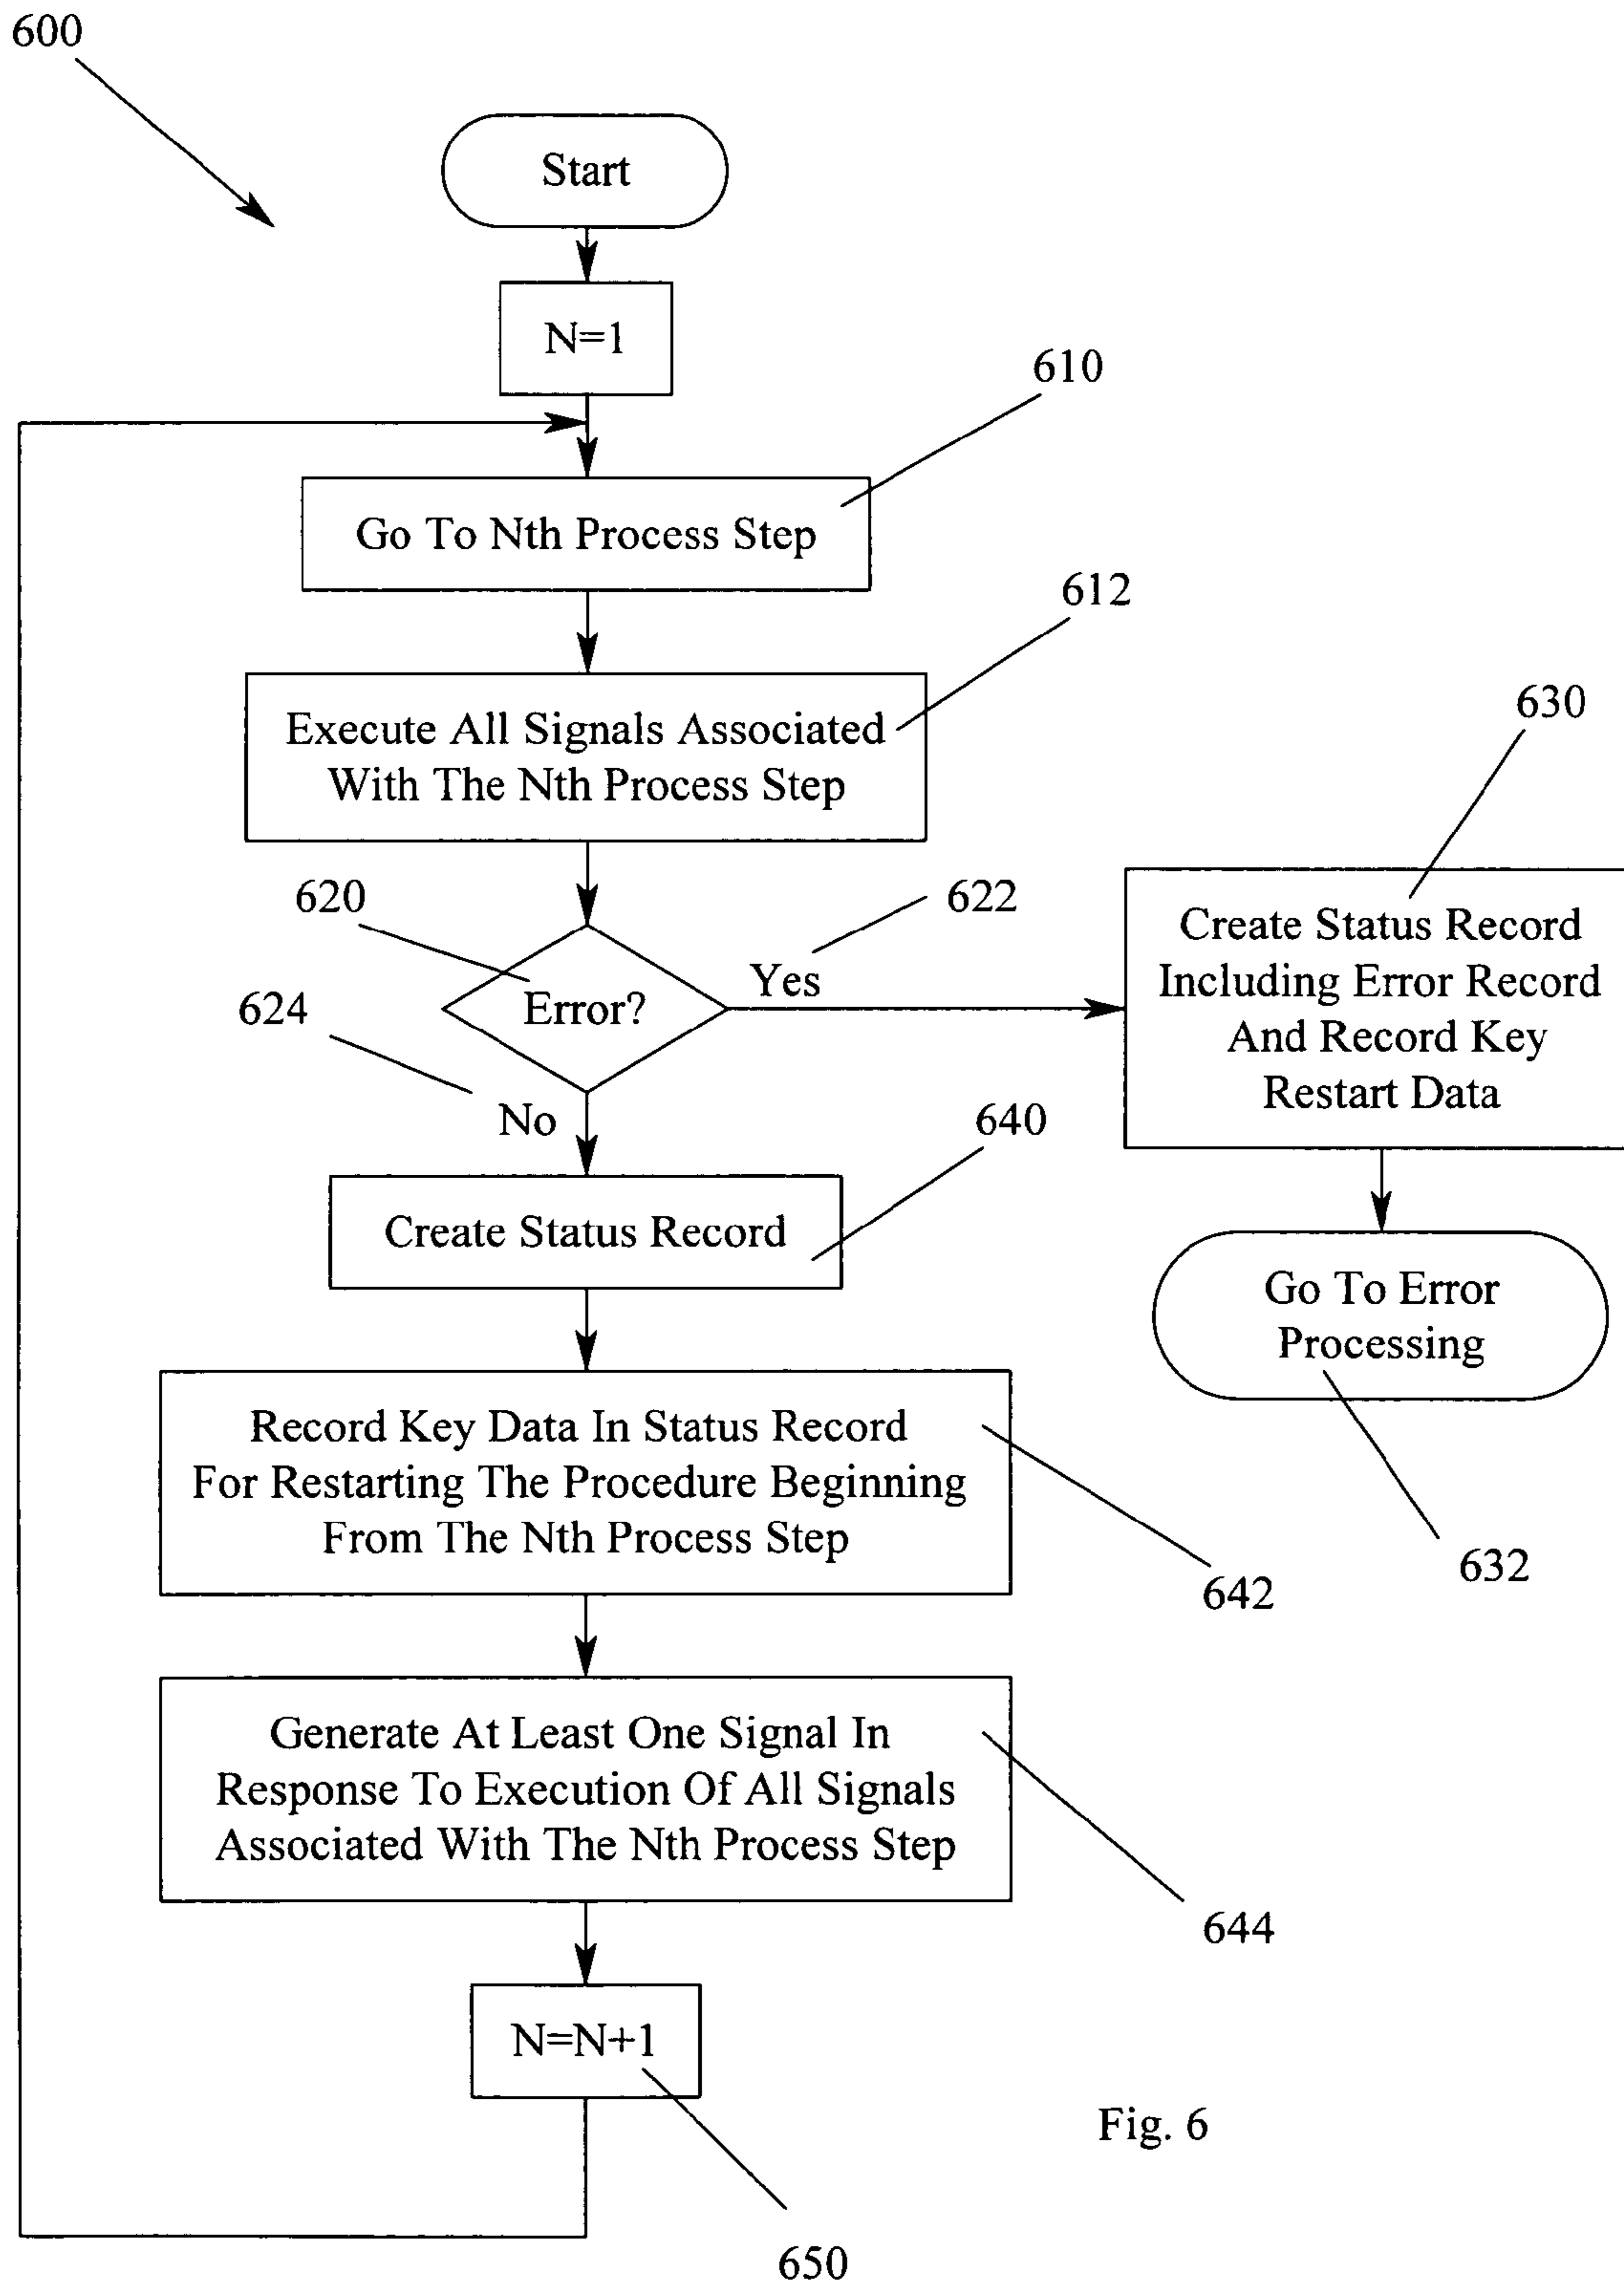 600
Start
N=1
610
Go To Nth Process Step
612
Execute All Signals Associated
With The Nth Process Step
630
620
622
Create Status Record
Including Error Record
And Record Key
Restart Data
Yes
624
Error?
No
640
Create Status Record
Go To Error
Processing
Record Key Data In Status Record
For Restarting The Procedure Beginning
From The Nth Process Step
632
642
Generate At Least One Signal In
Response To Execution Of All Signals
Associated With The Nth Process Step
644
N=N+1
Fig. 6
650